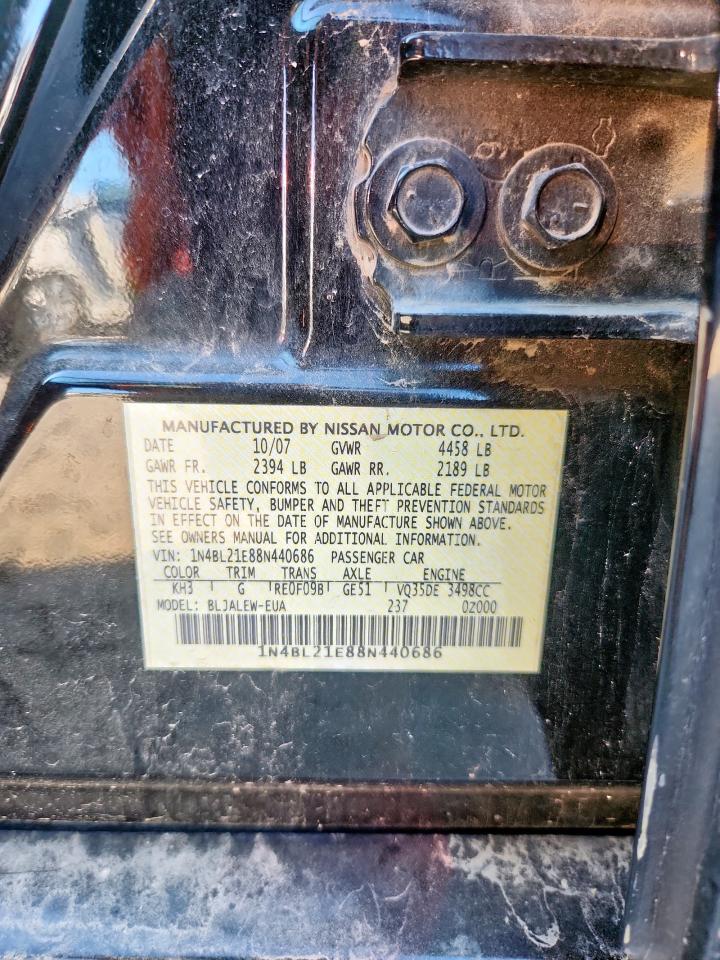 MANUFACTURED BY NISSAN MOTOR CO., LTD.
DATE 10/07 GVWR 4458 LB
GAWR FR. 2394 LB GAWR RR. 2189 LB
THIS VEHICLE CONFORMS TO ALL APPLICABLE FEDERAL MOTOR
VEHICLE SAFETY, BUMPER AND THEFT PREVENTION STANDARDS
IN EFFECT ON THE DATE OF MANUFACTURE SHOWN ABOVE.
SEE OWNERS MANUAL FOR ADDITIONAL INFORMATION.
VIN: 1N4BL21E88N440686 PASSENGER CAR
COLOR TRIM TRANS AXLE ENGINE
KH3 G RE0F09B GE51 VQ35DE 3498CC
MODEL: BLJALEW-EUA 237 0Z000
1N4BL21E88N440686